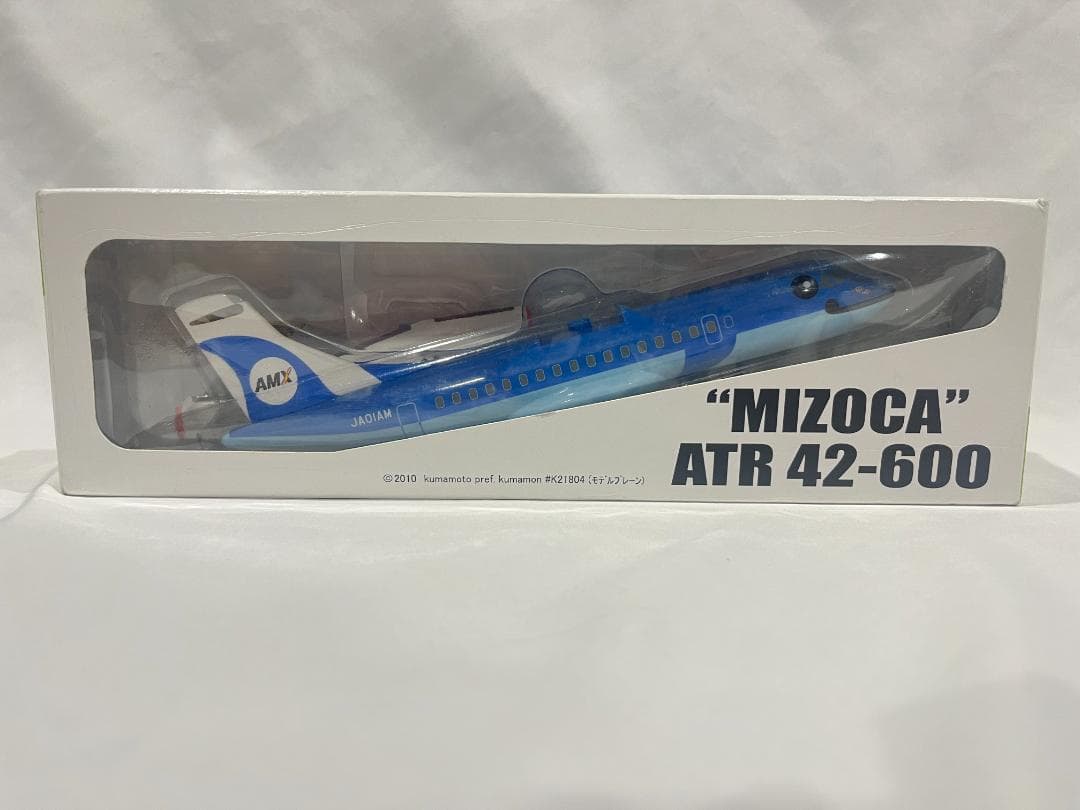 AMX
JA01AM
“MIZOCA”
ATR 42-600
©2010 kumamoto pref. kumamon #K21804 (モデルプレーン)